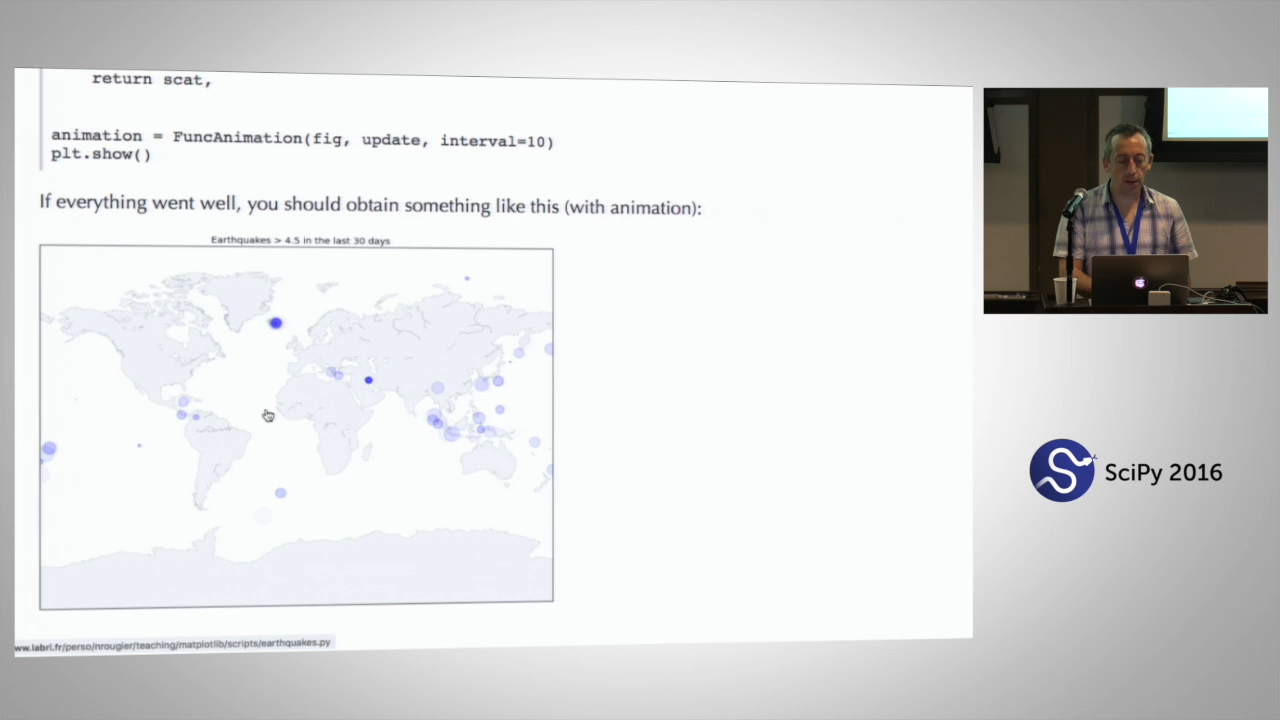 return scat,
animation = FuncAnimation(fig, update, interval=10)
plt.show()
If everything went well, you should obtain something like this (with animation):
Earthquakes > 4.5 in the last 30 days
ww.labri.fr/perso/nrougier/teaching/matplotlib/scripts/earthquakes.py
SciPy 2016